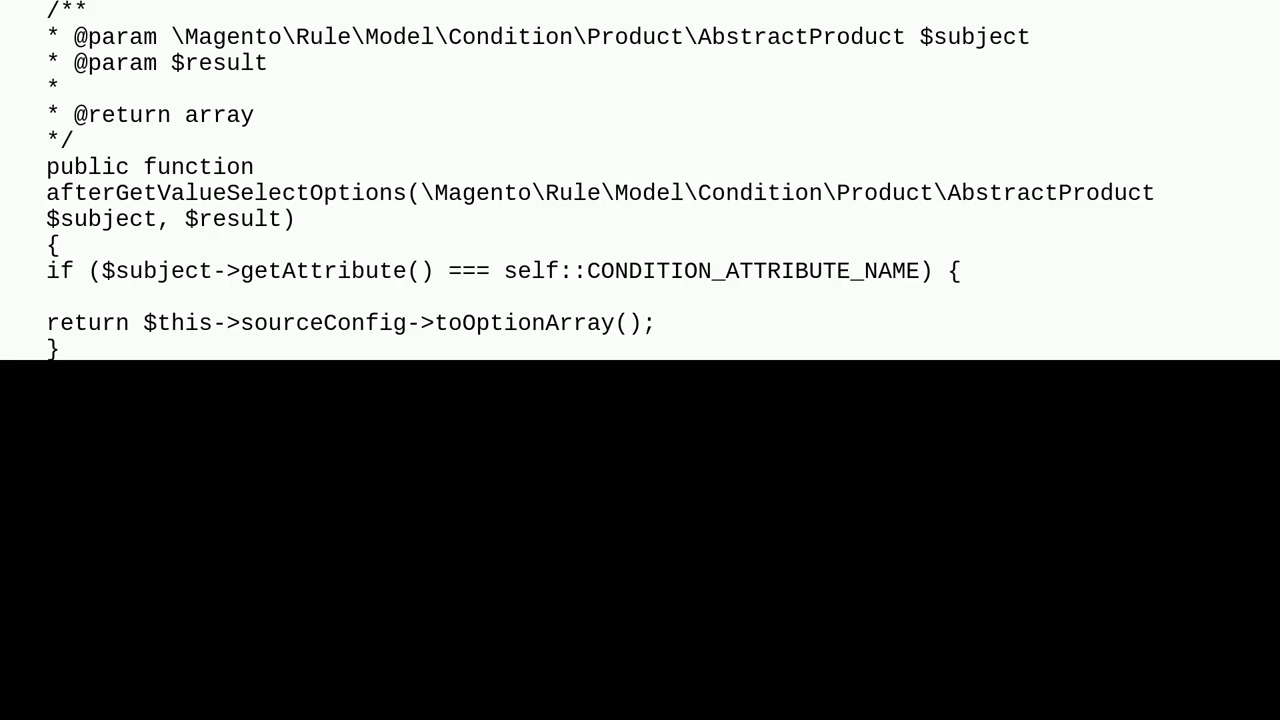 /**
* @param \Magento\Rule\Model\Condition\Product\AbstractProduct $subject
* @param $result
*
* @return array
*/
public function
afterGetValueSelectOptions(\Magento\Rule\Model\Condition\Product\AbstractProduct
$subject, $result)
{
if ($subject->getAttribute() === self::CONDITION_ATTRIBUTE_NAME) {
return $this->sourceConfig->toOptionArray();
}